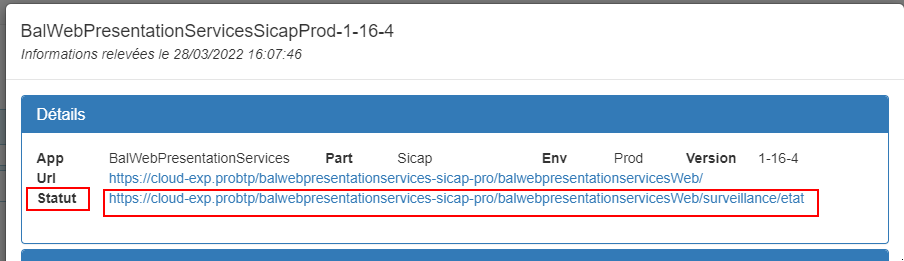 BalWebPresentationServicesSicapProd-1-16-4
Informations relevées le 28/03/2022 16:07:46
Détails
App BalWebPresentationServices Part Sicap Env Prod Version 1-16-4
Url https://cloud-exp.probtp/balwebpresentationservices-sicap-pro/balwebpresentationservicesWeb/
Statut https://cloud-exp.probtp/balwebpresentationservices-sicap-pro/balwebpresentationservicesWeb/surveillance/etat